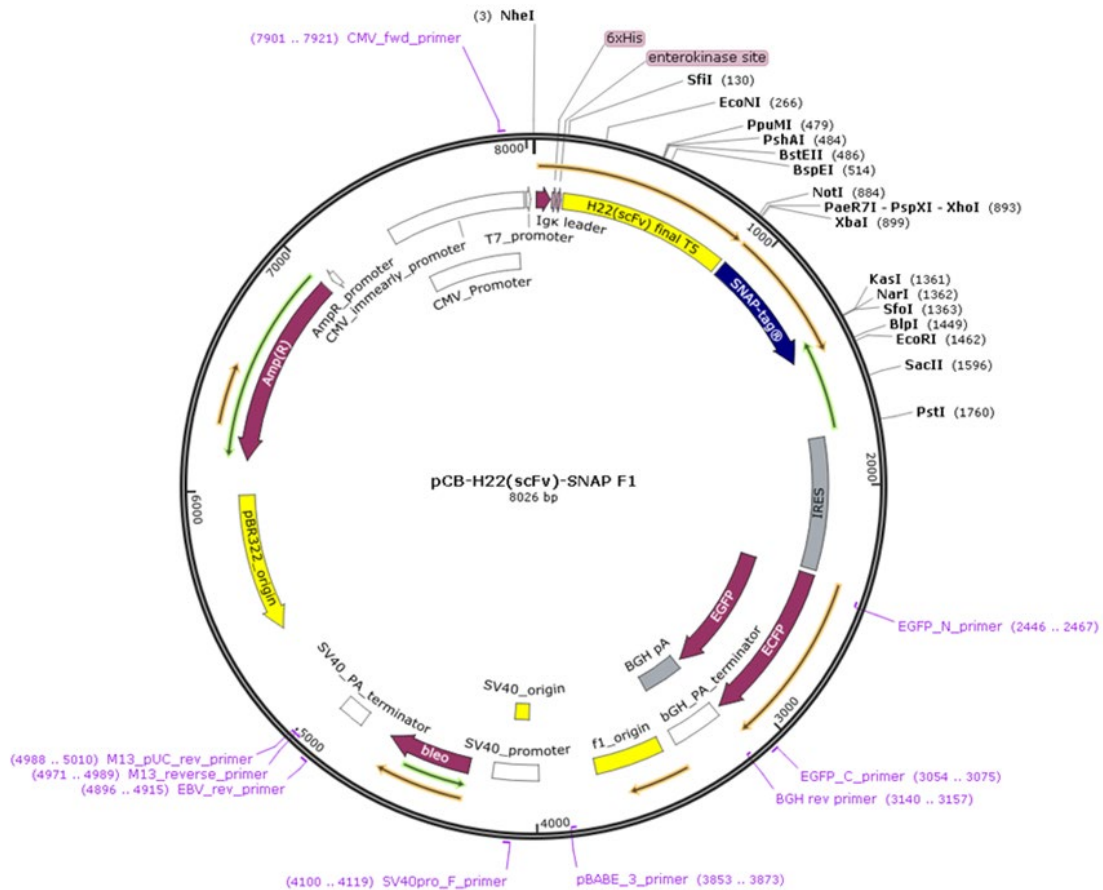 (3) NheI
(7901 .. 7921) CMV_fwd_primer
6xHis
enterokinase site
SfiI (130)
EcoNI (266)
PpuMI (479)
PshAI (484)
BstEII (486)
BspEI (514)
NotI (884)
PaeR7I - PspXI - XhoI (893)
XbaI (899)
KasI (1361)
NarI (1362)
SfoI (1363)
BlpI (1449)
EcoRI (1462)
SacII (1596)
PstI (1760)
8000
1000
2000
3000
4000
5000
6000
7000
Igκ leader
H22(scFv) final T5
T7_promoter
SNAP-tag®
AmpR_promoter
CMV_immearly_promoter
CMV_Promoter
Amp(R)
IRES
pCB-H22(scFv)-SNAP F1
8026 bp
pBR322_origin
EGFP
ECFP
BGH pA
bGH_PA_terminator
SV40_PA_terminator
SV40_origin
bleo
SV40_promoter
f1_origin
EGFP_N_primer (2446 .. 2467)
EGFP_C_primer (3054 .. 3075)
BGH rev primer (3140 .. 3157)
(4988 .. 5010) M13_pUC_rev_primer
(4971 .. 4989) M13_reverse_primer
(4896 .. 4915) EBV_rev_primer
(4100 .. 4119) SV40pro_F_primer
pBABE_3_primer (3853 .. 3873)